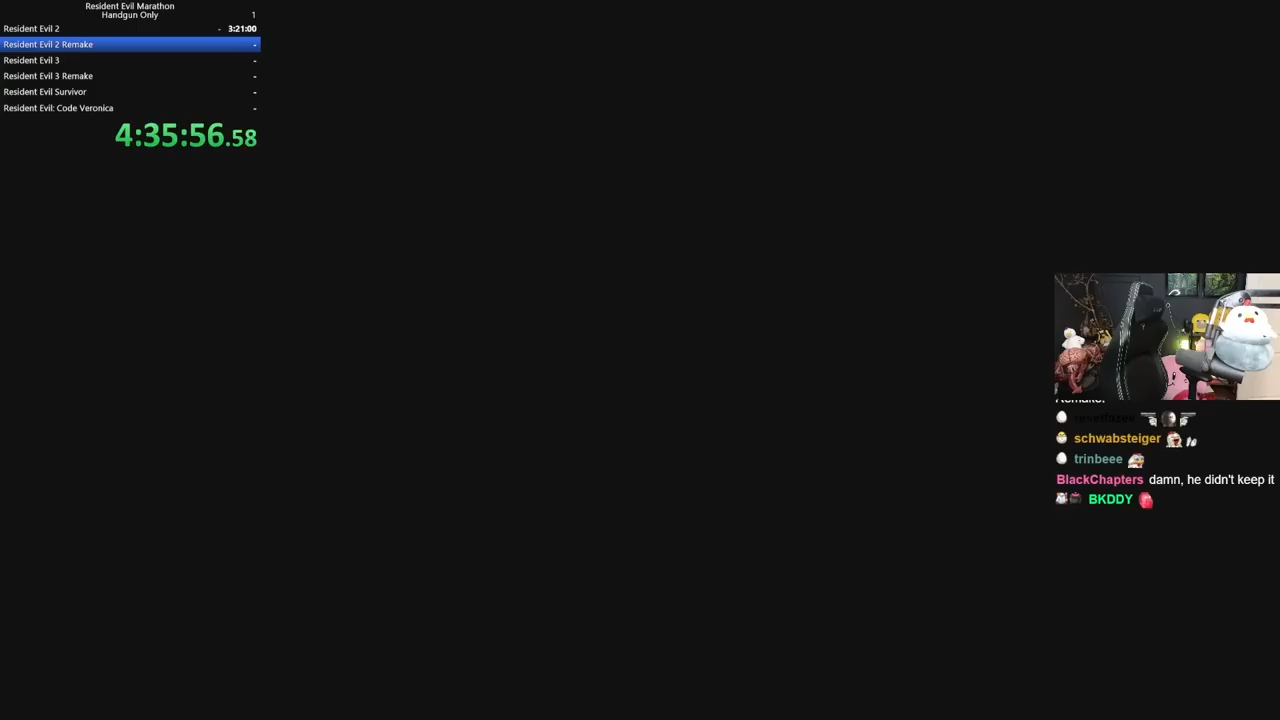 Resident Evil Marathon
Handgun Only
1
Resident Evil 2 - 3:21:00
Resident Evil 2 Remake -
Resident Evil 3 -
Resident Evil 3 Remake -
Resident Evil Survivor -
Resident Evil: Code Veronica -
4:35:56.58
schwabsteiger
trinbeee
BlackChapters damn, he didn't keep it
BKDDY